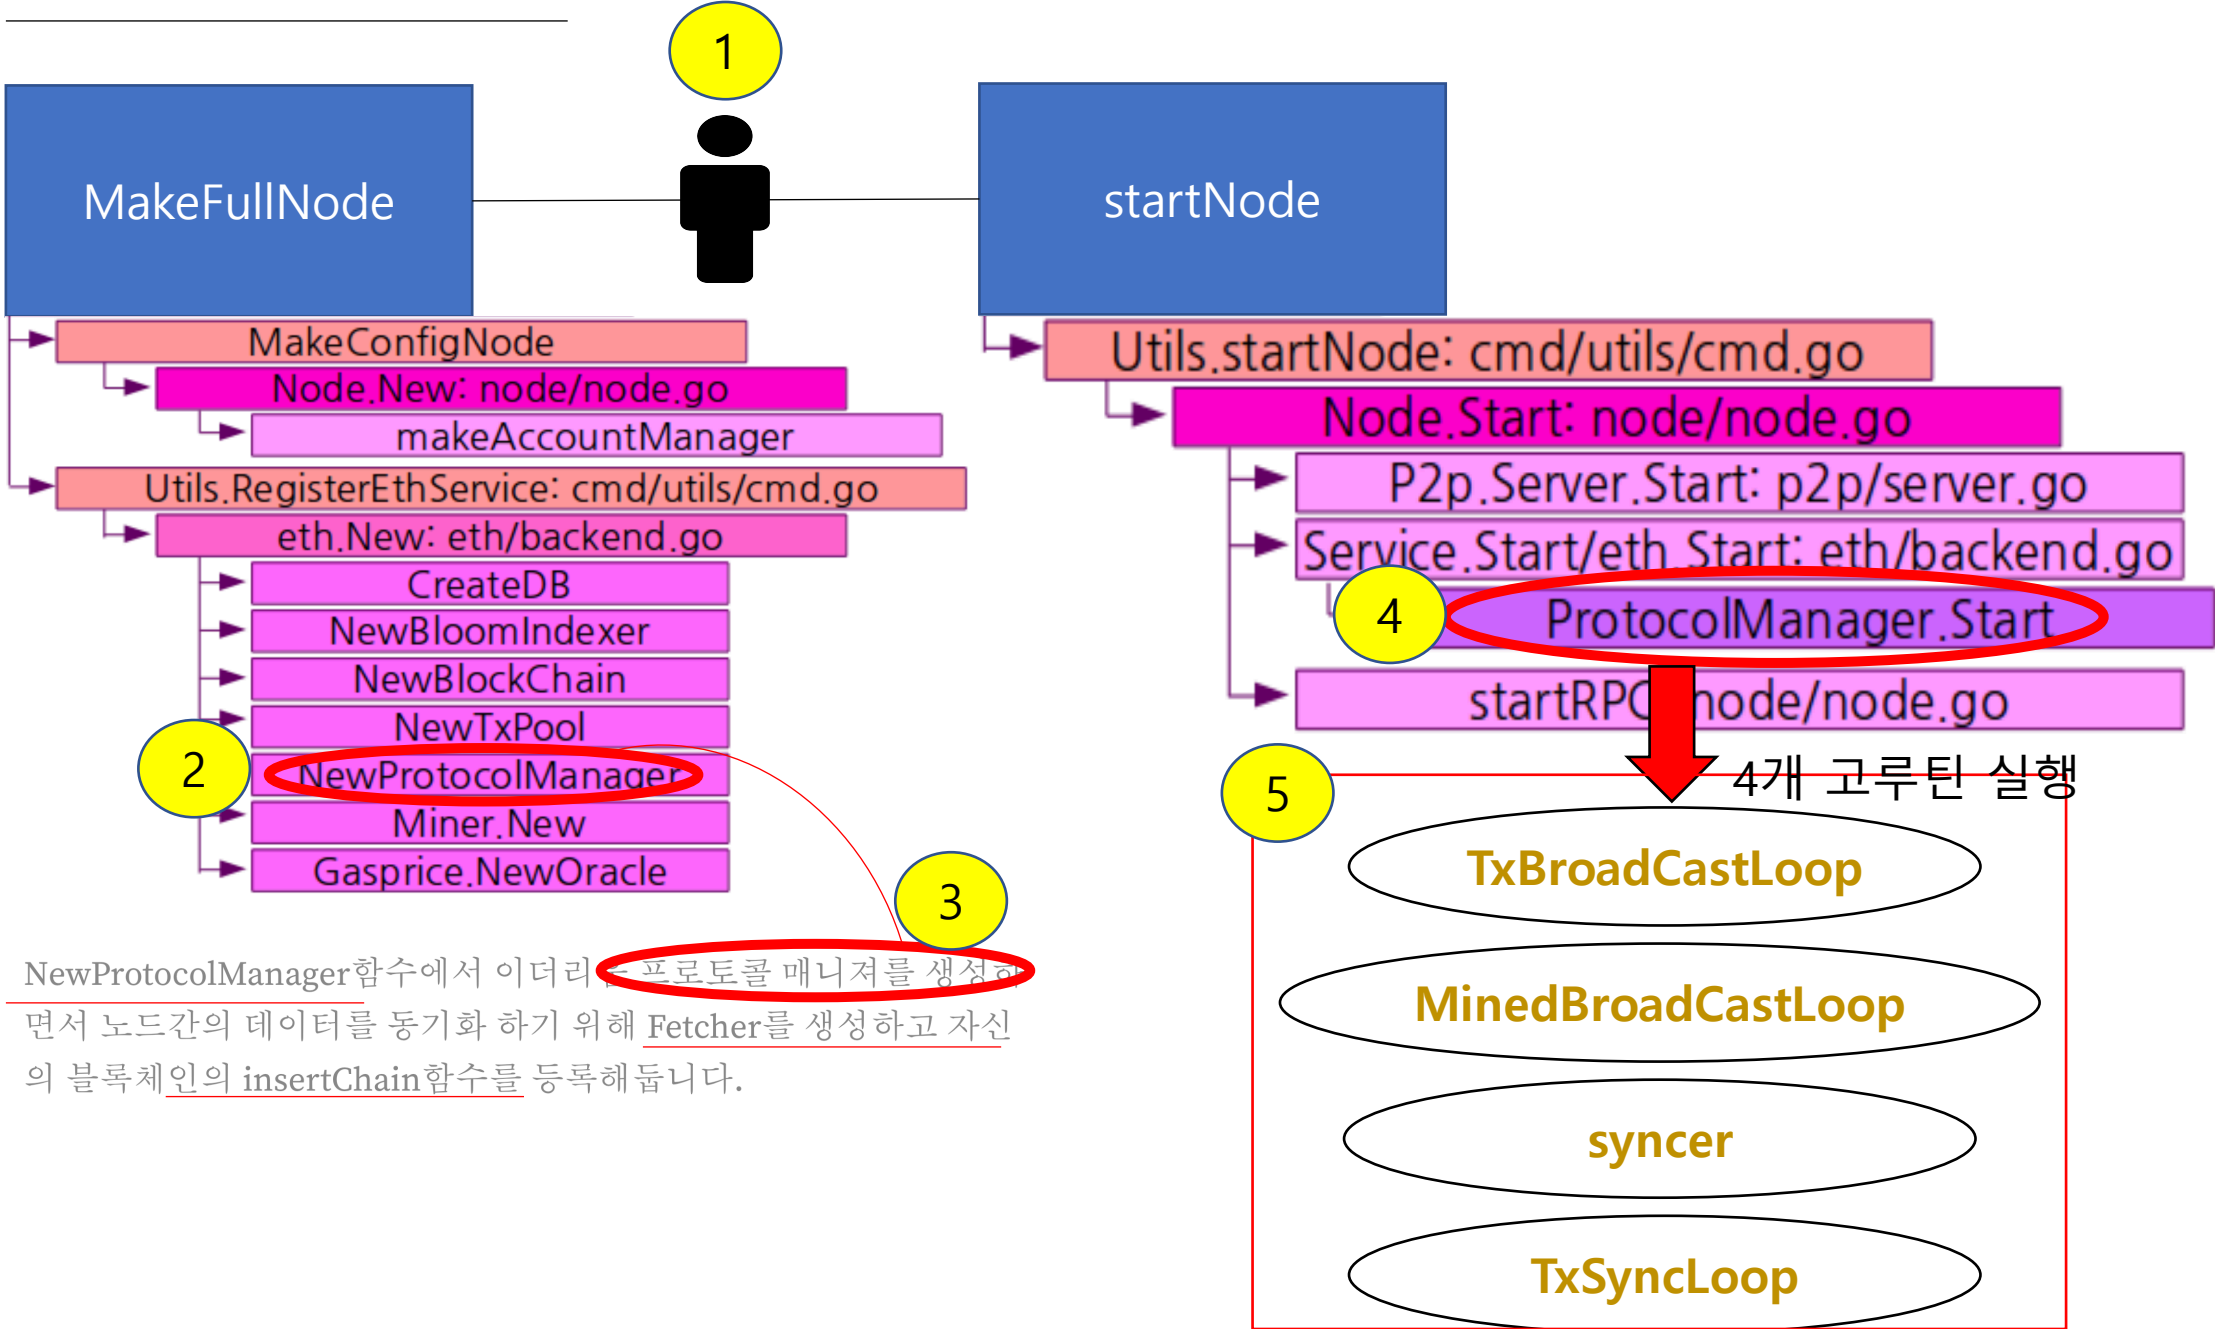 1
MakeFullNode
startNode
MakeConfigNode
Node.New: node/node.go
makeAccountManager
Utils.RegisterEthService: cmd/utils/cmd.go
eth.New: eth/backend.go
CreateDB
NewBloomIndexer
NewBlockChain
NewTxPool
2
NewProtocolManager
Miner.New
Gasprice.NewOracle
3
NewProtocolManager함수에서 이더리 프로토콜 매니져를 생성하
면서 노드간의 데이터를 동기화 하기 위해 Fetcher를 생성하고 자신
의 블록체인의 insertChain함수를 등록해둡니다.
Utils.startNode: cmd/utils/cmd.go
Node.Start: node/node.go
P2p.Server.Start: p2p/server.go
Service.Start/eth.Start: eth/backend.go
4
ProtocolManager.Start
startRPC node/node.go
5
4개 고루틴 실행
TxBroadCastLoop
MinedBroadCastLoop
syncer
TxSyncLoop